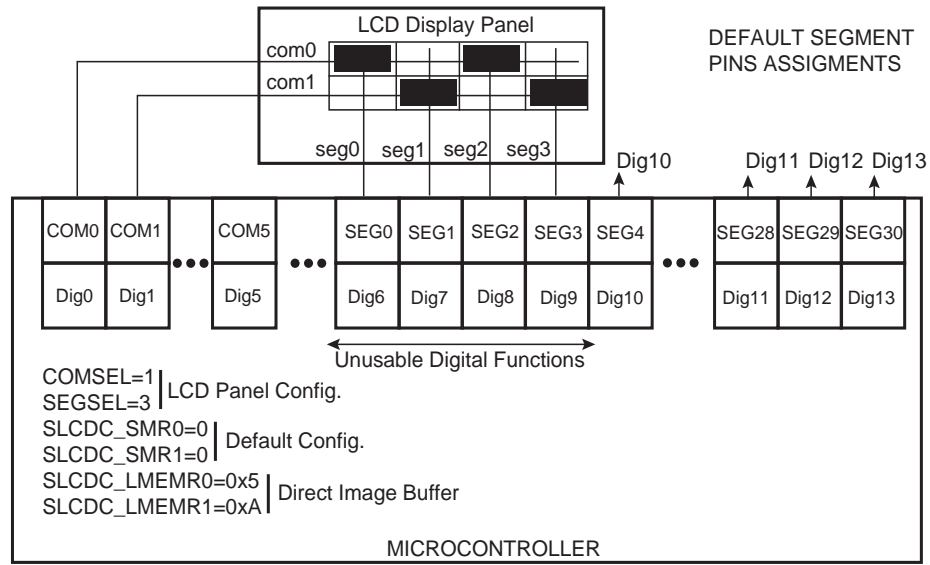 LCD Display Panel
DEFAULT SEGMENT
PINS ASSIGMENTS
com0
com1
seg0 seg1 seg2 seg3
Dig10 Dig11 Dig12 Dig13
COM0 COM1 COM5 SEG0 SEG1 SEG2 SEG3 SEG4 SEG28 SEG29 SEG30
Dig0 Dig1 Dig5 Dig6 Dig7 Dig8 Dig9 Dig10 Dig11 Dig12 Dig13
Unusable Digital Functions
COMSEL=1
SEGSEL=3
LCD Panel Config.
SLCDC_SMR0=0
SLCDC_SMR1=0
Default Config.
SLCDC_LMEMR0=0x5
SLCDC_LMEMR1=0xA
Direct Image Buffer
MICROCONTROLLER